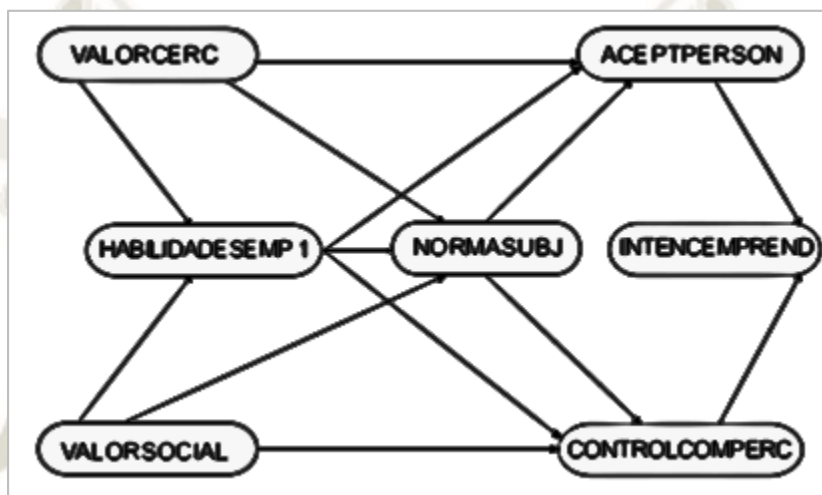 VALORCERC
ACEPTPERSON
HABILIDADESEMP1
NORMASUBJ
INTENCEMPREND
VALORSOCIAL
CONTROLCOMPERC